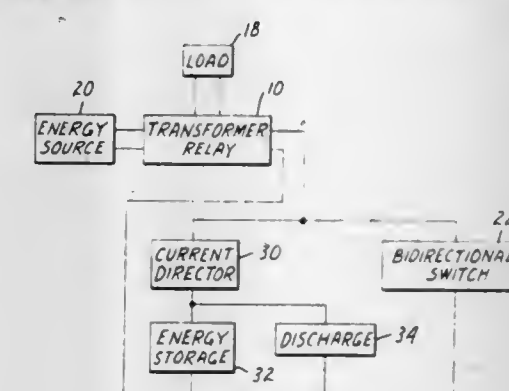 18
LOAD
20
10
ENERGY
SOURCE
TRANSFORMER
RELAY
CURRENT
DIRECTOR
30
BIDIRECTIONAL
SWITCH
ENERGY
STORAGE
32
DISCHARGE
34